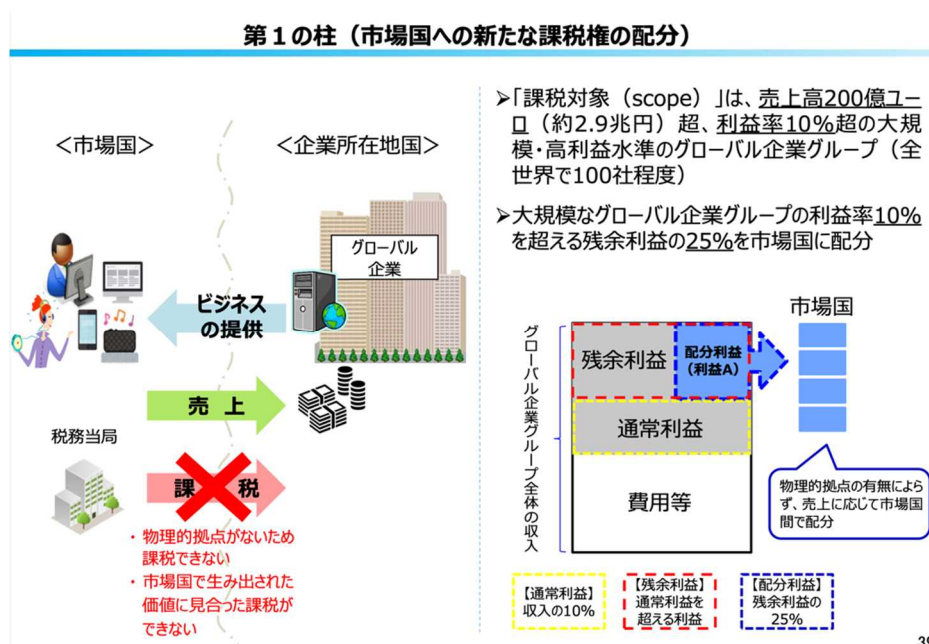 第1の柱（市場国への新たな課税権の配分）
＜市場国＞
＜企業所在地国＞
グローバル
企業
ビジネス
の提供
売 上
税務当局
課 税
・物理的拠点がないため
課税できない
・市場国で生み出された
価値に見合った課税が
できない
➢「課税対象（scope）」は、売上高200億ユー
ロ（約2.9兆円）超、利益率10%超の大規
模・高利益水準のグローバル企業グループ（全
世界で100社程度）
➢大規模なグローバル企業グループの利益率10%
を超える残余利益の25%を市場国に配分
市場国
グローバル企業グループ全体の収入
残余利益
配分利益
（利益A）
通常利益
費用等
物理的拠点の有無によら
ず、売上に応じて市場国
間で配分
【通常利益】
収入の10%
【残余利益】
通常利益を
超える利益
【配分利益】
残余利益の
25%
39